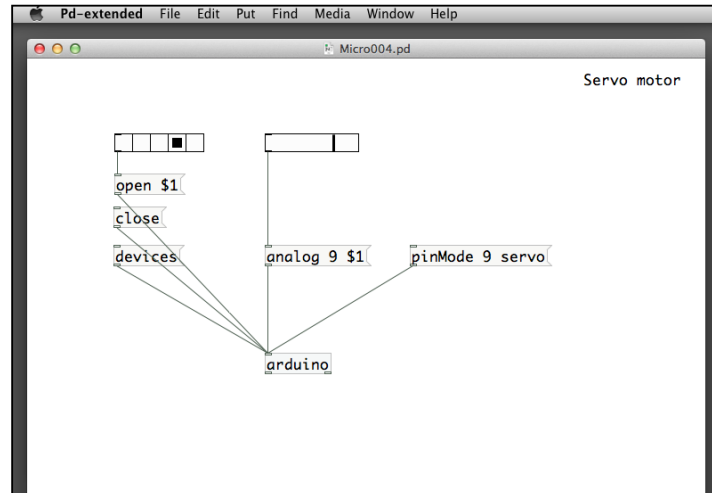 Pd-extended File Edit Put Find Media Window Help
Micro004.pd
Servo motor
open $1
close
devices analog 9 $1 pinMode 9 servo
arduino